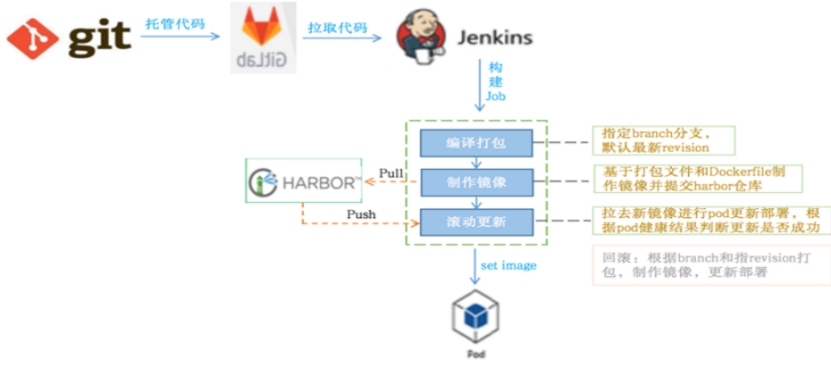 git
托管代码
GitLab
拉取代码
Jenkins
构
建
Job
编译打包
指定branch分支，
默认最新revision
HARBOR™
Pull
制作镜像
基于打包文件和Dockerfile制
作镜像并提交harbor仓库
Push
滚动更新
拉去新镜像进行pod更新部署，根
据pod健康结果判断更新是否成功
set image
回滚：根据branch和指revision打
包，制作镜像，更新部署
Pod